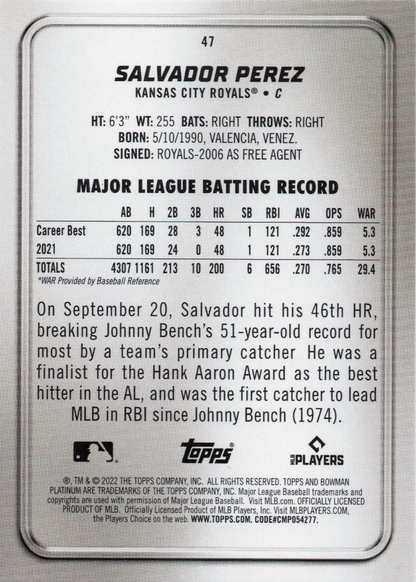 47
SALVADOR PEREZ
KANSAS CITY ROYALS® • C
HT: 6'3" WT: 255 BATS: RIGHT THROWS: RIGHT
BORN: 5/10/1990, VALENCIA, VENEZ.
SIGNED: ROYALS-2006 AS FREE AGENT
MAJOR LEAGUE BATTING RECORD
AB H 2B 3B HR SB RBI AVG OPS WAR
Career Best 620 169 28 3 48 1 121 .292 .859 5.3
2021 620 169 24 0 48 1 121 .273 .859 5.3
TOTALS 4307 1161 213 10 200 6 656 .270 .765 29.4
*WAR Provided by Baseball Reference
On September 20, Salvador hit his 46th HR,
breaking Johnny Bench's 51-year-old record for
most by a team's primary catcher. He was a
finalist for the Hank Aaron Award as the best
hitter in the AL, and was the first catcher to lead
MLB in RBI since Johnny Bench (1974).
Topps® MLB PLAYERS
®, TM & © 2022 THE TOPPS COMPANY, INC. ALL RIGHTS RESERVED. TOPPS AND BOWMAN
PLATINUM ARE TRADEMARKS OF THE TOPPS COMPANY, INC. Major League Baseball trademarks and
copyrights are used with permission of Major League Baseball. Visit MLB.com. OFFICIALLY LICENSED
PRODUCT OF MLB. Officially Licensed Product of MLB Players, Inc. Visit MLBPLAYERS.COM,
the Players Choice on the web. WWW.TOPPS.COM. CODE#CMP054277.